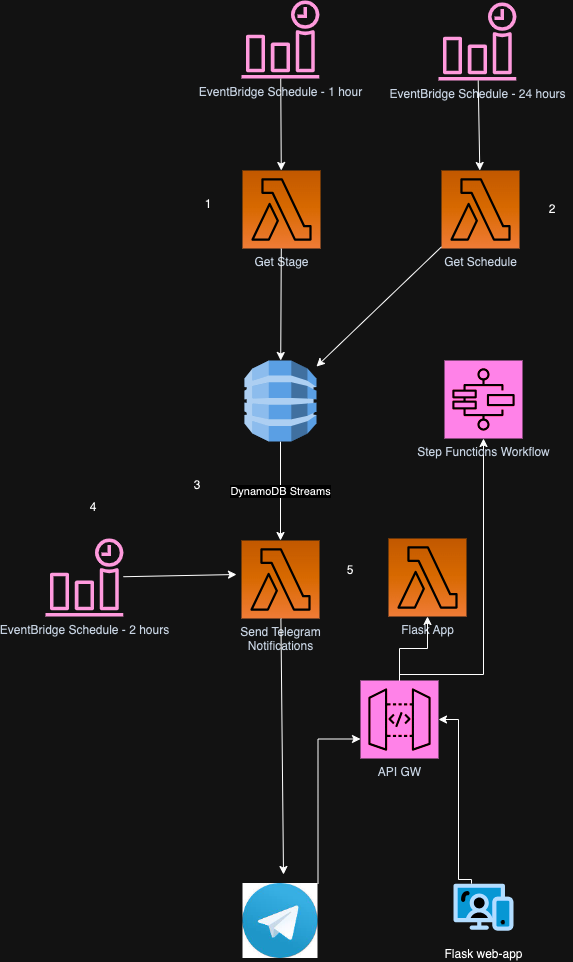 EventBridge Schedule - 1 hour
EventBridge Schedule - 24 hours
1
2
Get Stage
Get Schedule
Step Functions Workflow
3
DynamoDB Streams
4
5
EventBridge Schedule - 2 hours
Send Telegram
Notifications
Flask App
</>
API GW
Flask web-app